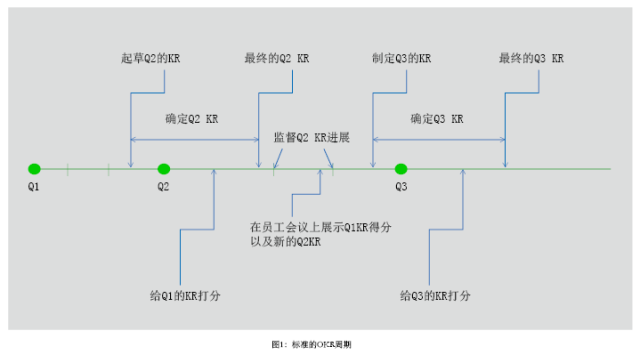 起草Q2的KR
最终的Q2 KR
制定Q3的KR
最终的Q3 KR
确定Q2 KR
监督Q2 KR进展
确定Q3 KR
Q1
Q2
Q3
在员工会议上展示Q1KR得分
以及新的Q2KR
给Q1的KR打分
给Q3的KR打分
图1: 标准的OKR周期